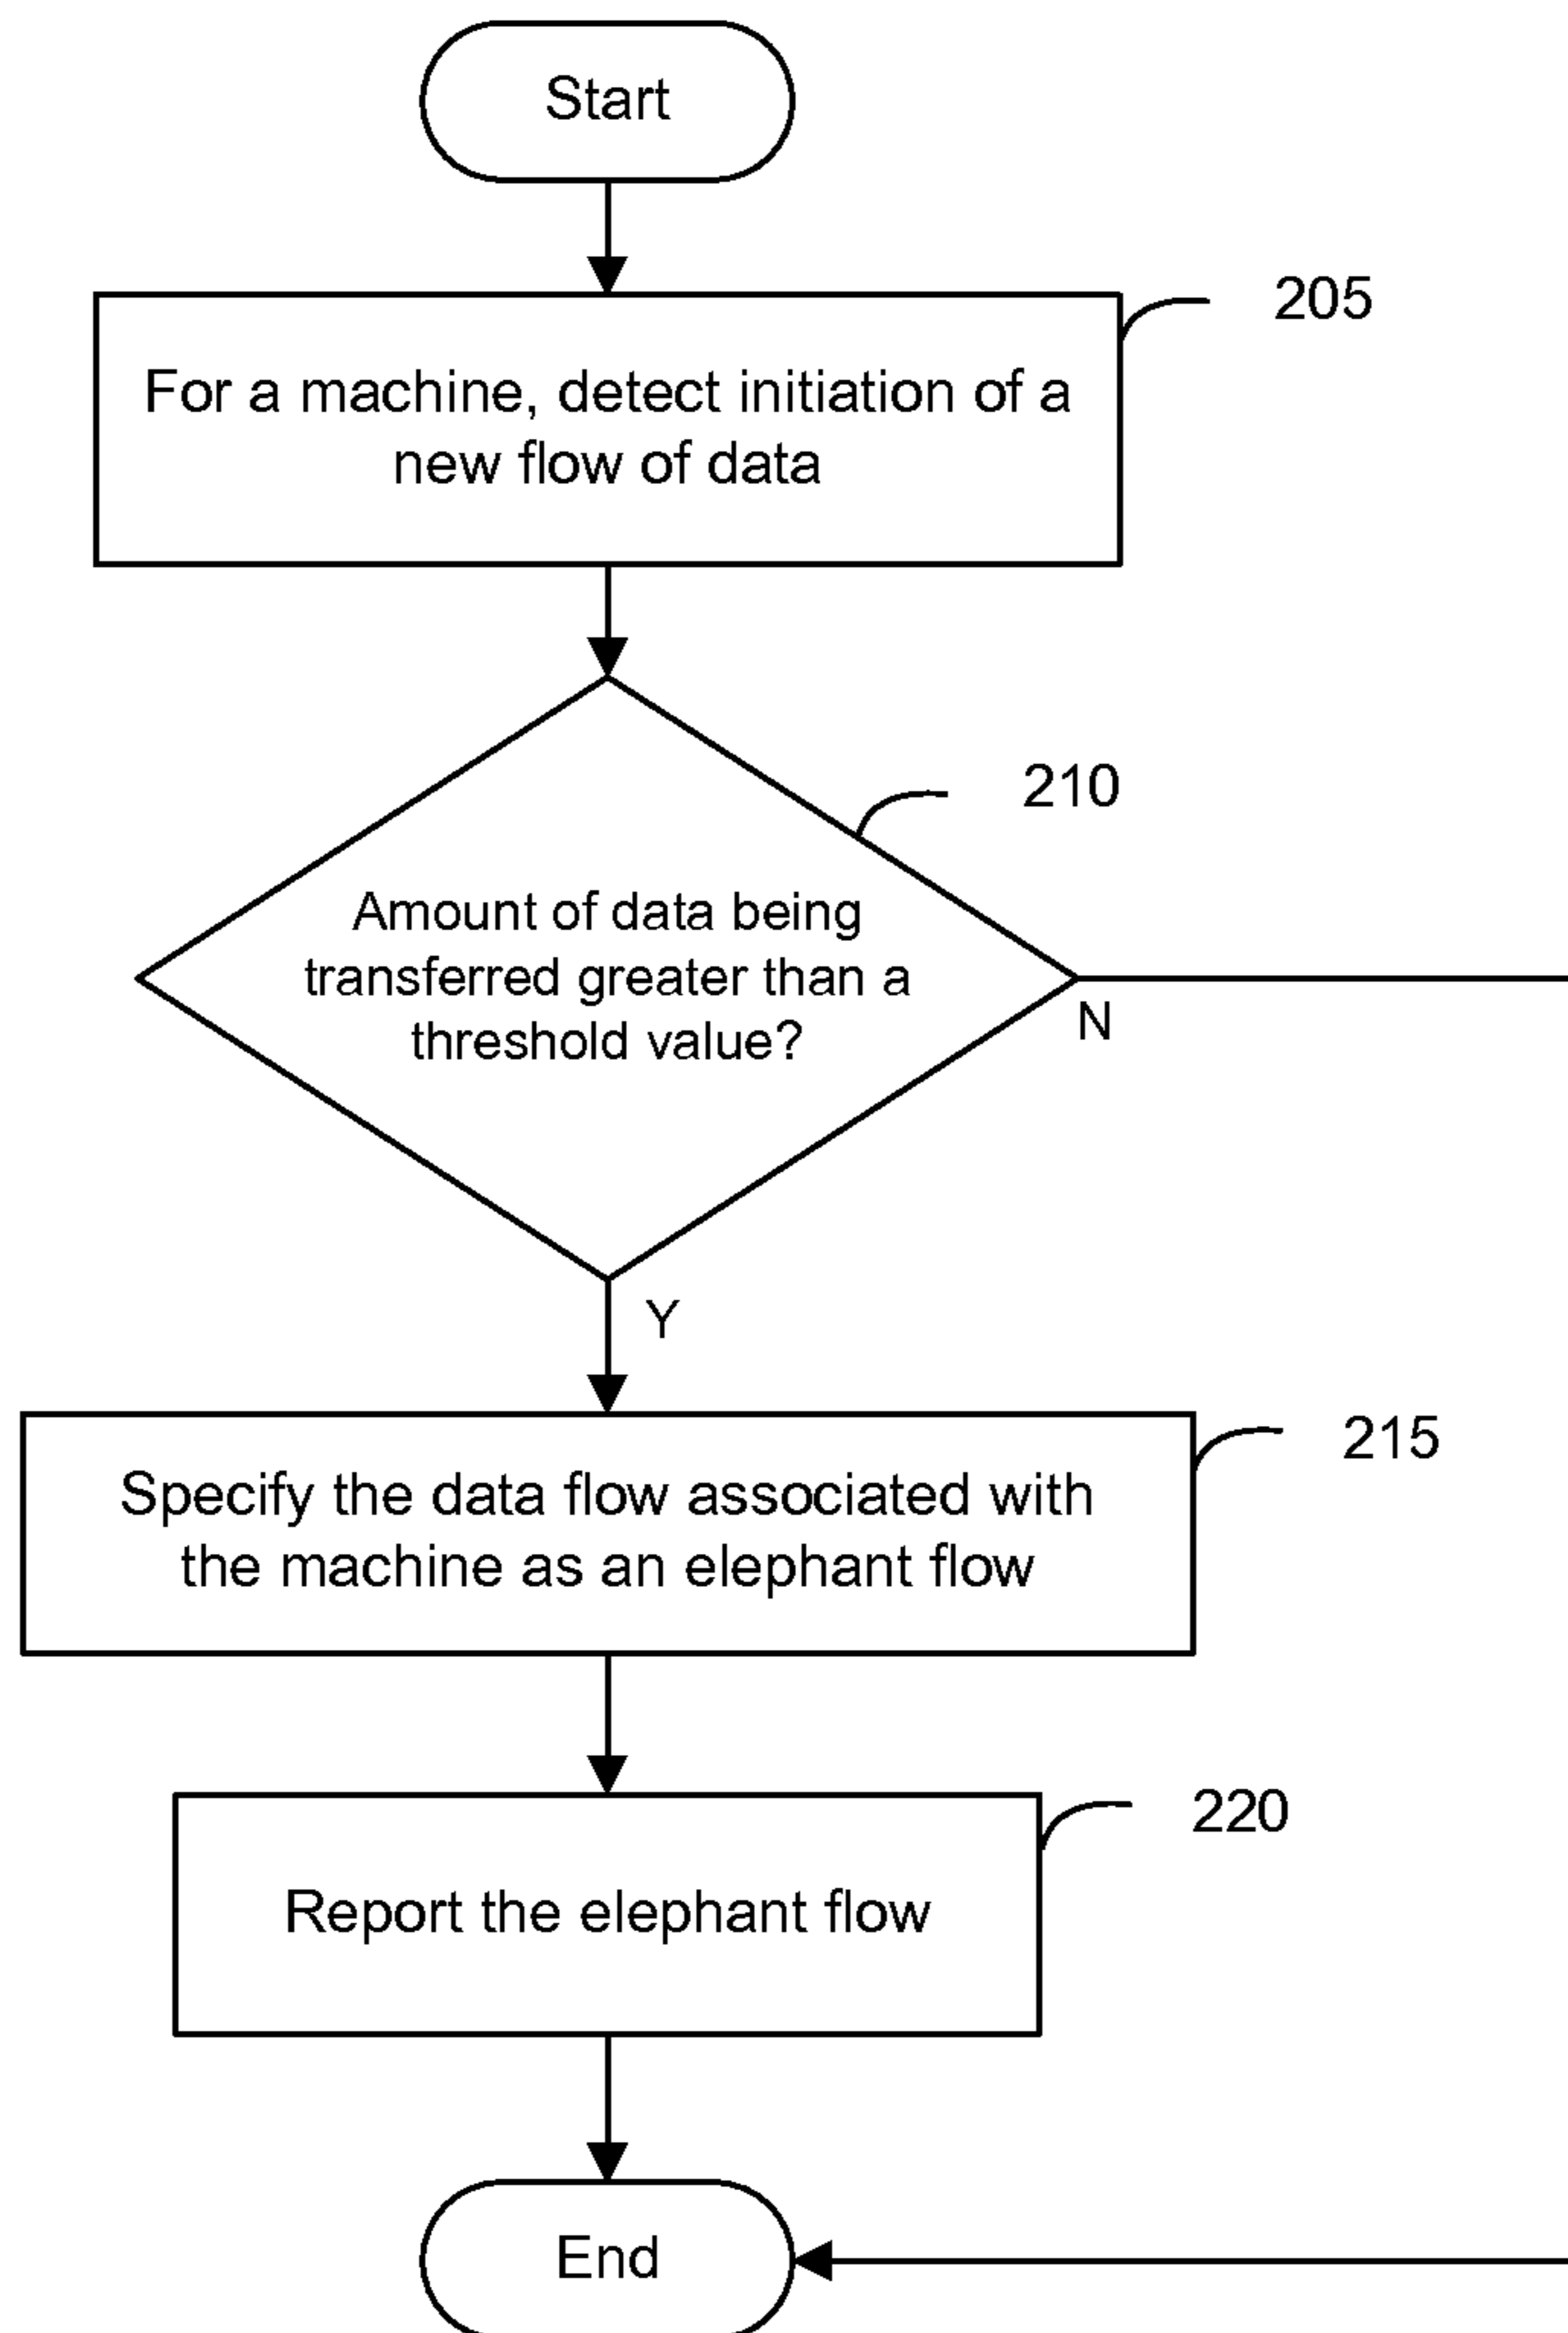 Start
205
For a machine, detect initiation of a
new flow of data
210
Amount of data being
transferred greater than a
threshold value?
N
Y
215
Specify the data flow associated with
the machine as an elephant flow
220
Report the elephant flow
End